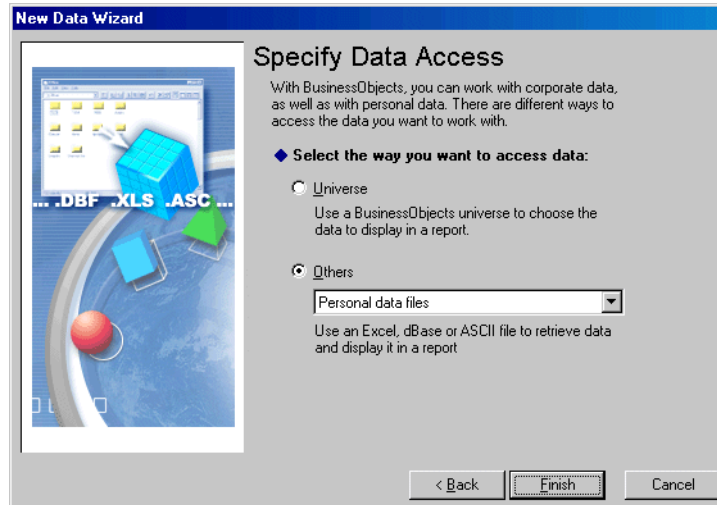 New Data Wizard
Specify Data Access
With BusinessObjects, you can work with corporate data,
as well as with personal data. There are different ways to
access the data you want to work with.
Select the way you want to access data:
Universe
Use a BusinessObjects universe to choose the
data to display in a report.
Others
Personal data files
Use an Excel, dBase or ASCII file to retrieve data
and display it in a report
... .DBF .XLS .ASC ...
< Back
Finish
Cancel